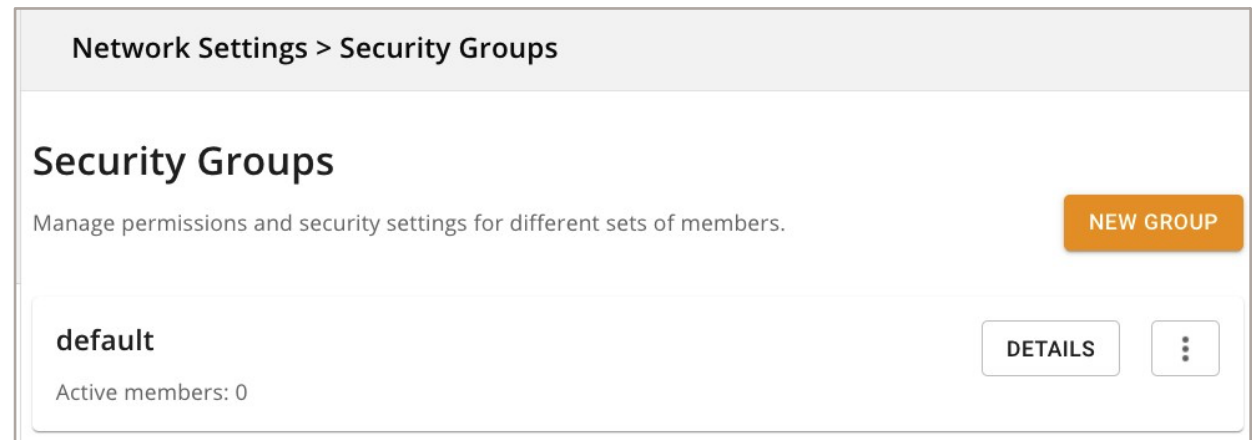 Network Settings > Security Groups
Security Groups
Manage permissions and security settings for different sets of members.
NEW GROUP
default
DETAILS
Active members: 0